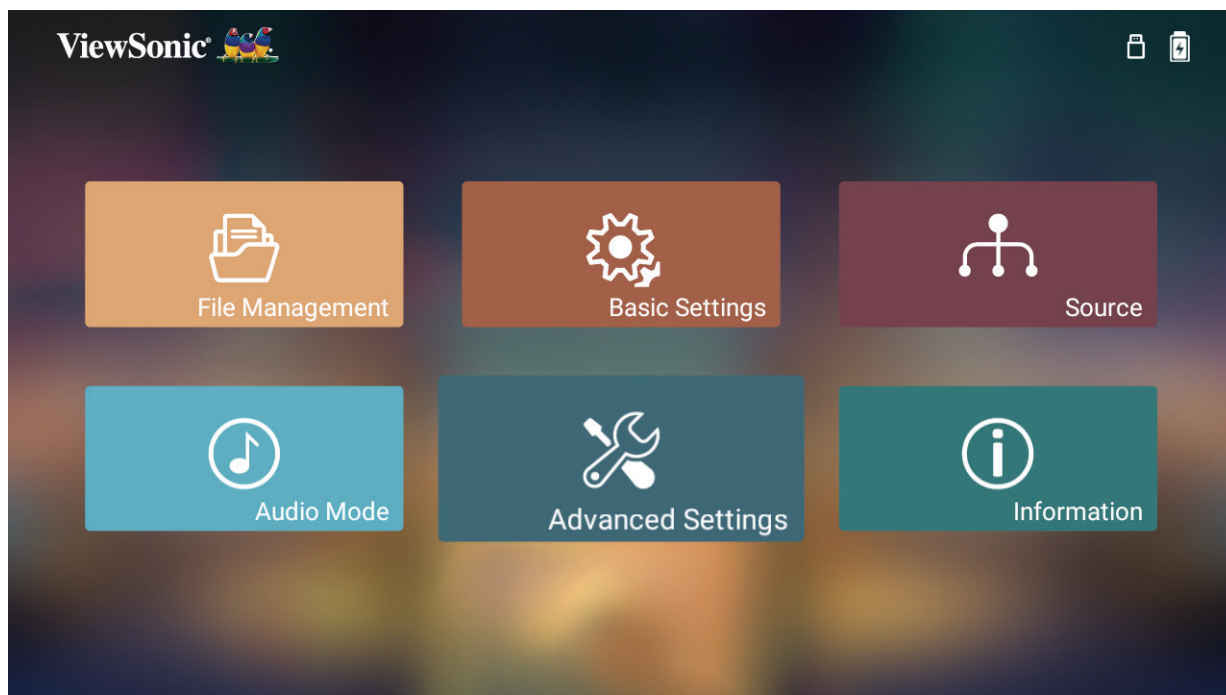 ViewSonic®
File Management
Basic Settings
Source
Audio Mode
Advanced Settings
Information